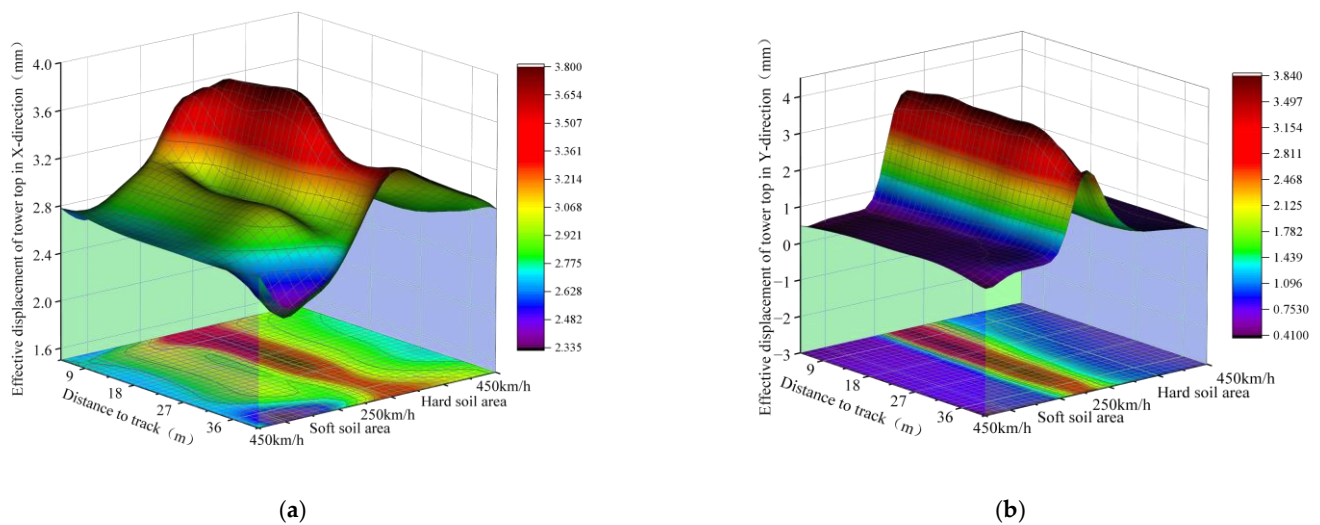 Effective displacement of tower top in X-direction（mm）
4.0
3.6
3.2
2.8
2.4
2.0
1.6
9
18
27
36
Distance to track（m）
450km/h
Soft soil area
250km/h
Hard soil area
450km/h
3.800
3.654
3.507
3.361
3.214
3.068
2.921
2.775
2.628
2.482
2.335
(a)
Effective displacement of tower top in Y-direction（mm）
4
3
2
1
0
−1
−2
−3
9
18
27
36
Distance to track（m）
450km/h
Soft soil area
250km/h
Hard soil area
450km/h
3.840
3.497
3.154
2.811
2.468
2.125
1.782
1.439
1.096
0.7530
0.4100
(b)